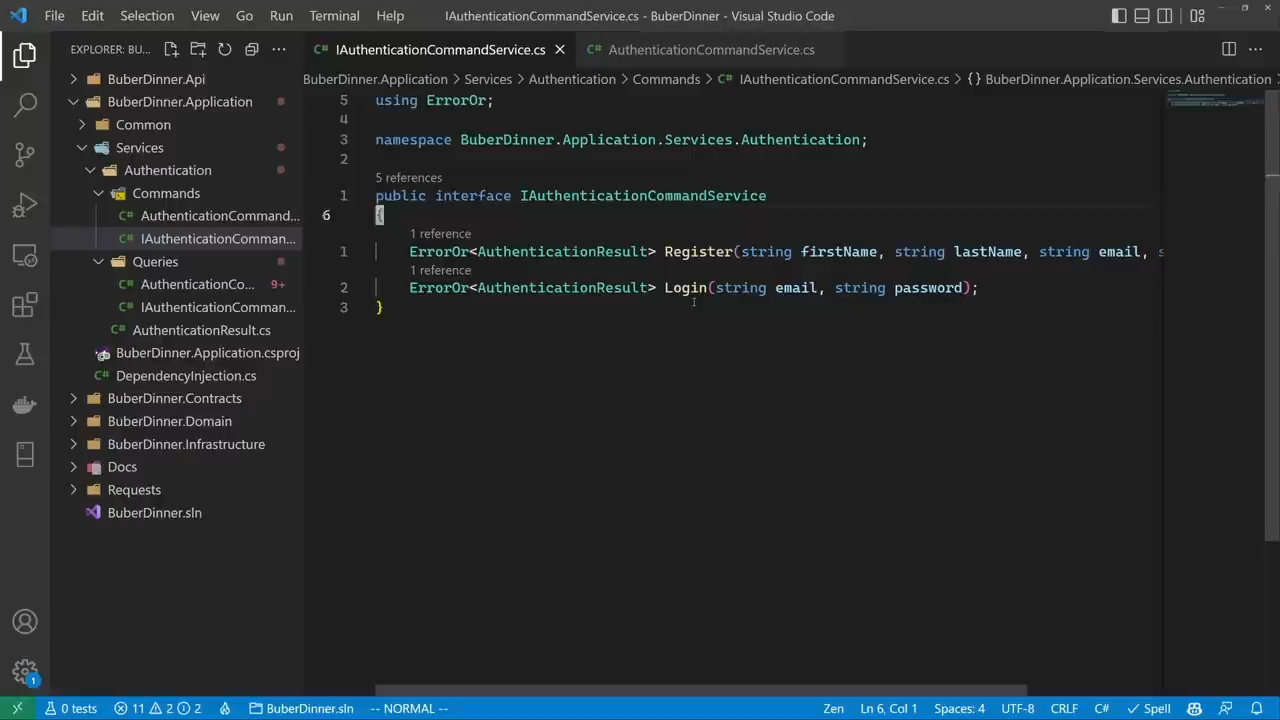 File Edit Selection View Go Run Terminal Help IAuthenticationCommandService.cs - BuberDinner - Visual Studio Code
EXPLORER: BU...
C# IAuthenticationCommandService.cs
C# AuthenticationCommandService.cs
BuberDinner.Application > Services > Authentication > Commands > C# IAuthenticationCommandService.cs > {} BuberDinner.Application.Services.Authentication >
BuberDinner.Api
BuberDinner.Application
Common
Services
Authentication
Commands
C# AuthenticationCommand...
C# IAuthenticationComman...
Queries
C# AuthenticationCo... 9+
C# IAuthenticationComman...
C# AuthenticationResult.cs
BuberDinner.Application.csproj
C# DependencyInjection.cs
BuberDinner.Contracts
BuberDinner.Domain
BuberDinner.Infrastructure
Docs
Requests
BuberDinner.sln
5 using ErrorOr;
4
3 namespace BuberDinner.Application.Services.Authentication;
2
5 references
1 public interface IAuthenticationCommandService
6 {
1 reference
1 ErrorOr<AuthenticationResult> Register(string firstName, string lastName, string email, s
1 reference
2 ErrorOr<AuthenticationResult> Login(string email, string password);
3 }
1
0 tests 11 2 2 BuberDinner.sln -- NORMAL -- Zen Ln 6, Col 1 Spaces: 4 UTF-8 CRLF C# Spell